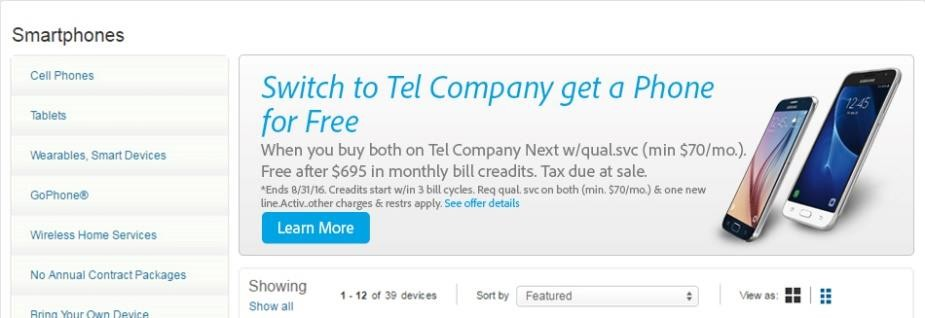 Smartphones
Cell Phones
Tablets
Wearables, Smart Devices
GoPhone®
Wireless Home Services
No Annual Contract Packages
Bring Your Own Device
Switch to Tel Company get a Phone
for Free
When you buy both on Tel Company Next w/qual.svc (min $70/mo.).
Free after $695 in monthly bill creadits. Tax due at sale.
*Ends 8/31/16. Creadits start w/in 3 bill cycles. Req qual. svc on both (min. $70/mo.) & one new
line.Activ..other charges & restrs apply. See offer details
Learn More
SAMSUNG
12:45
SAMSUNG
12:45
Showing
Show all
1 - 12 of 39 devices
Sort by Featured
View as: